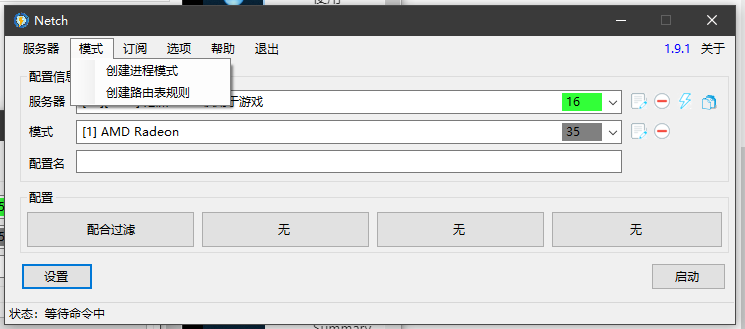 使用
Netch
服务器 模式 订阅 选项 帮助 退出 1.9.1 关于
创建进程模式
配置信息
创建路由表规则
服务器 游戏 16
模式 [1] AMD Radeon 35
配置名
配置
配合过滤 无 无 无
设置 启动
状态：等待命令中
Summary